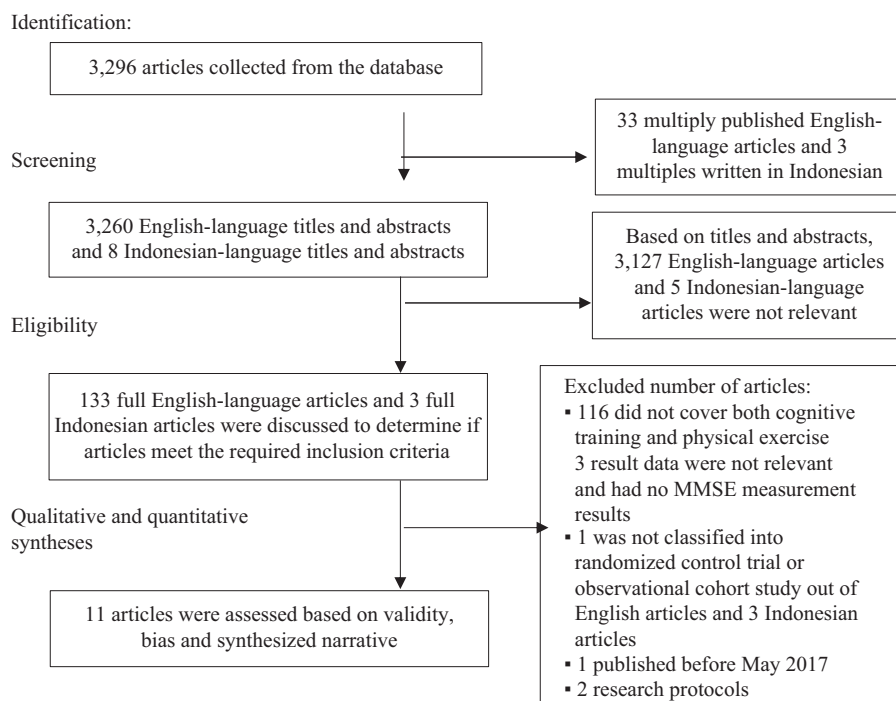 Identification:
3,296 articles collected from the database
33 multiply published English-
language articles and 3
multiples written in Indonesian
Screening
3,260 English-language titles and abstracts
and 8 Indonesian-language titles and abstracts
Based on titles and abstracts,
3,127 English-language articles
and 5 Indonesian-language
articles were not relevant
Eligibility
133 full English-language articles and 3 full
Indonesian articles were discussed to determine if
articles meet the required inclusion criteria
Excluded number of articles:
▪ 116 did not cover both cognitive
training and physical exercise
3 result data were not relevant
and had no MMSE measurement
results
▪ 1 was not classified into
randomized control trial or
observational cohort study out of
English articles and 3 Indonesian
articles
▪ 1 published before May 2017
▪ 2 research protocols
Qualitative and quantitative
syntheses
11 articles were assessed based on validity,
bias and synthesized narrative